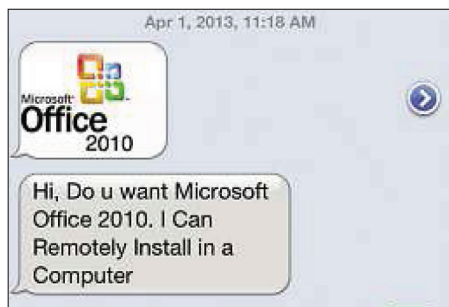 Apr 1, 2013, 11:18 AM
Microsoft
Office
2010
Hi, Do u want Microsoft
Office 2010. I Can
Remotely Install in a
Computer